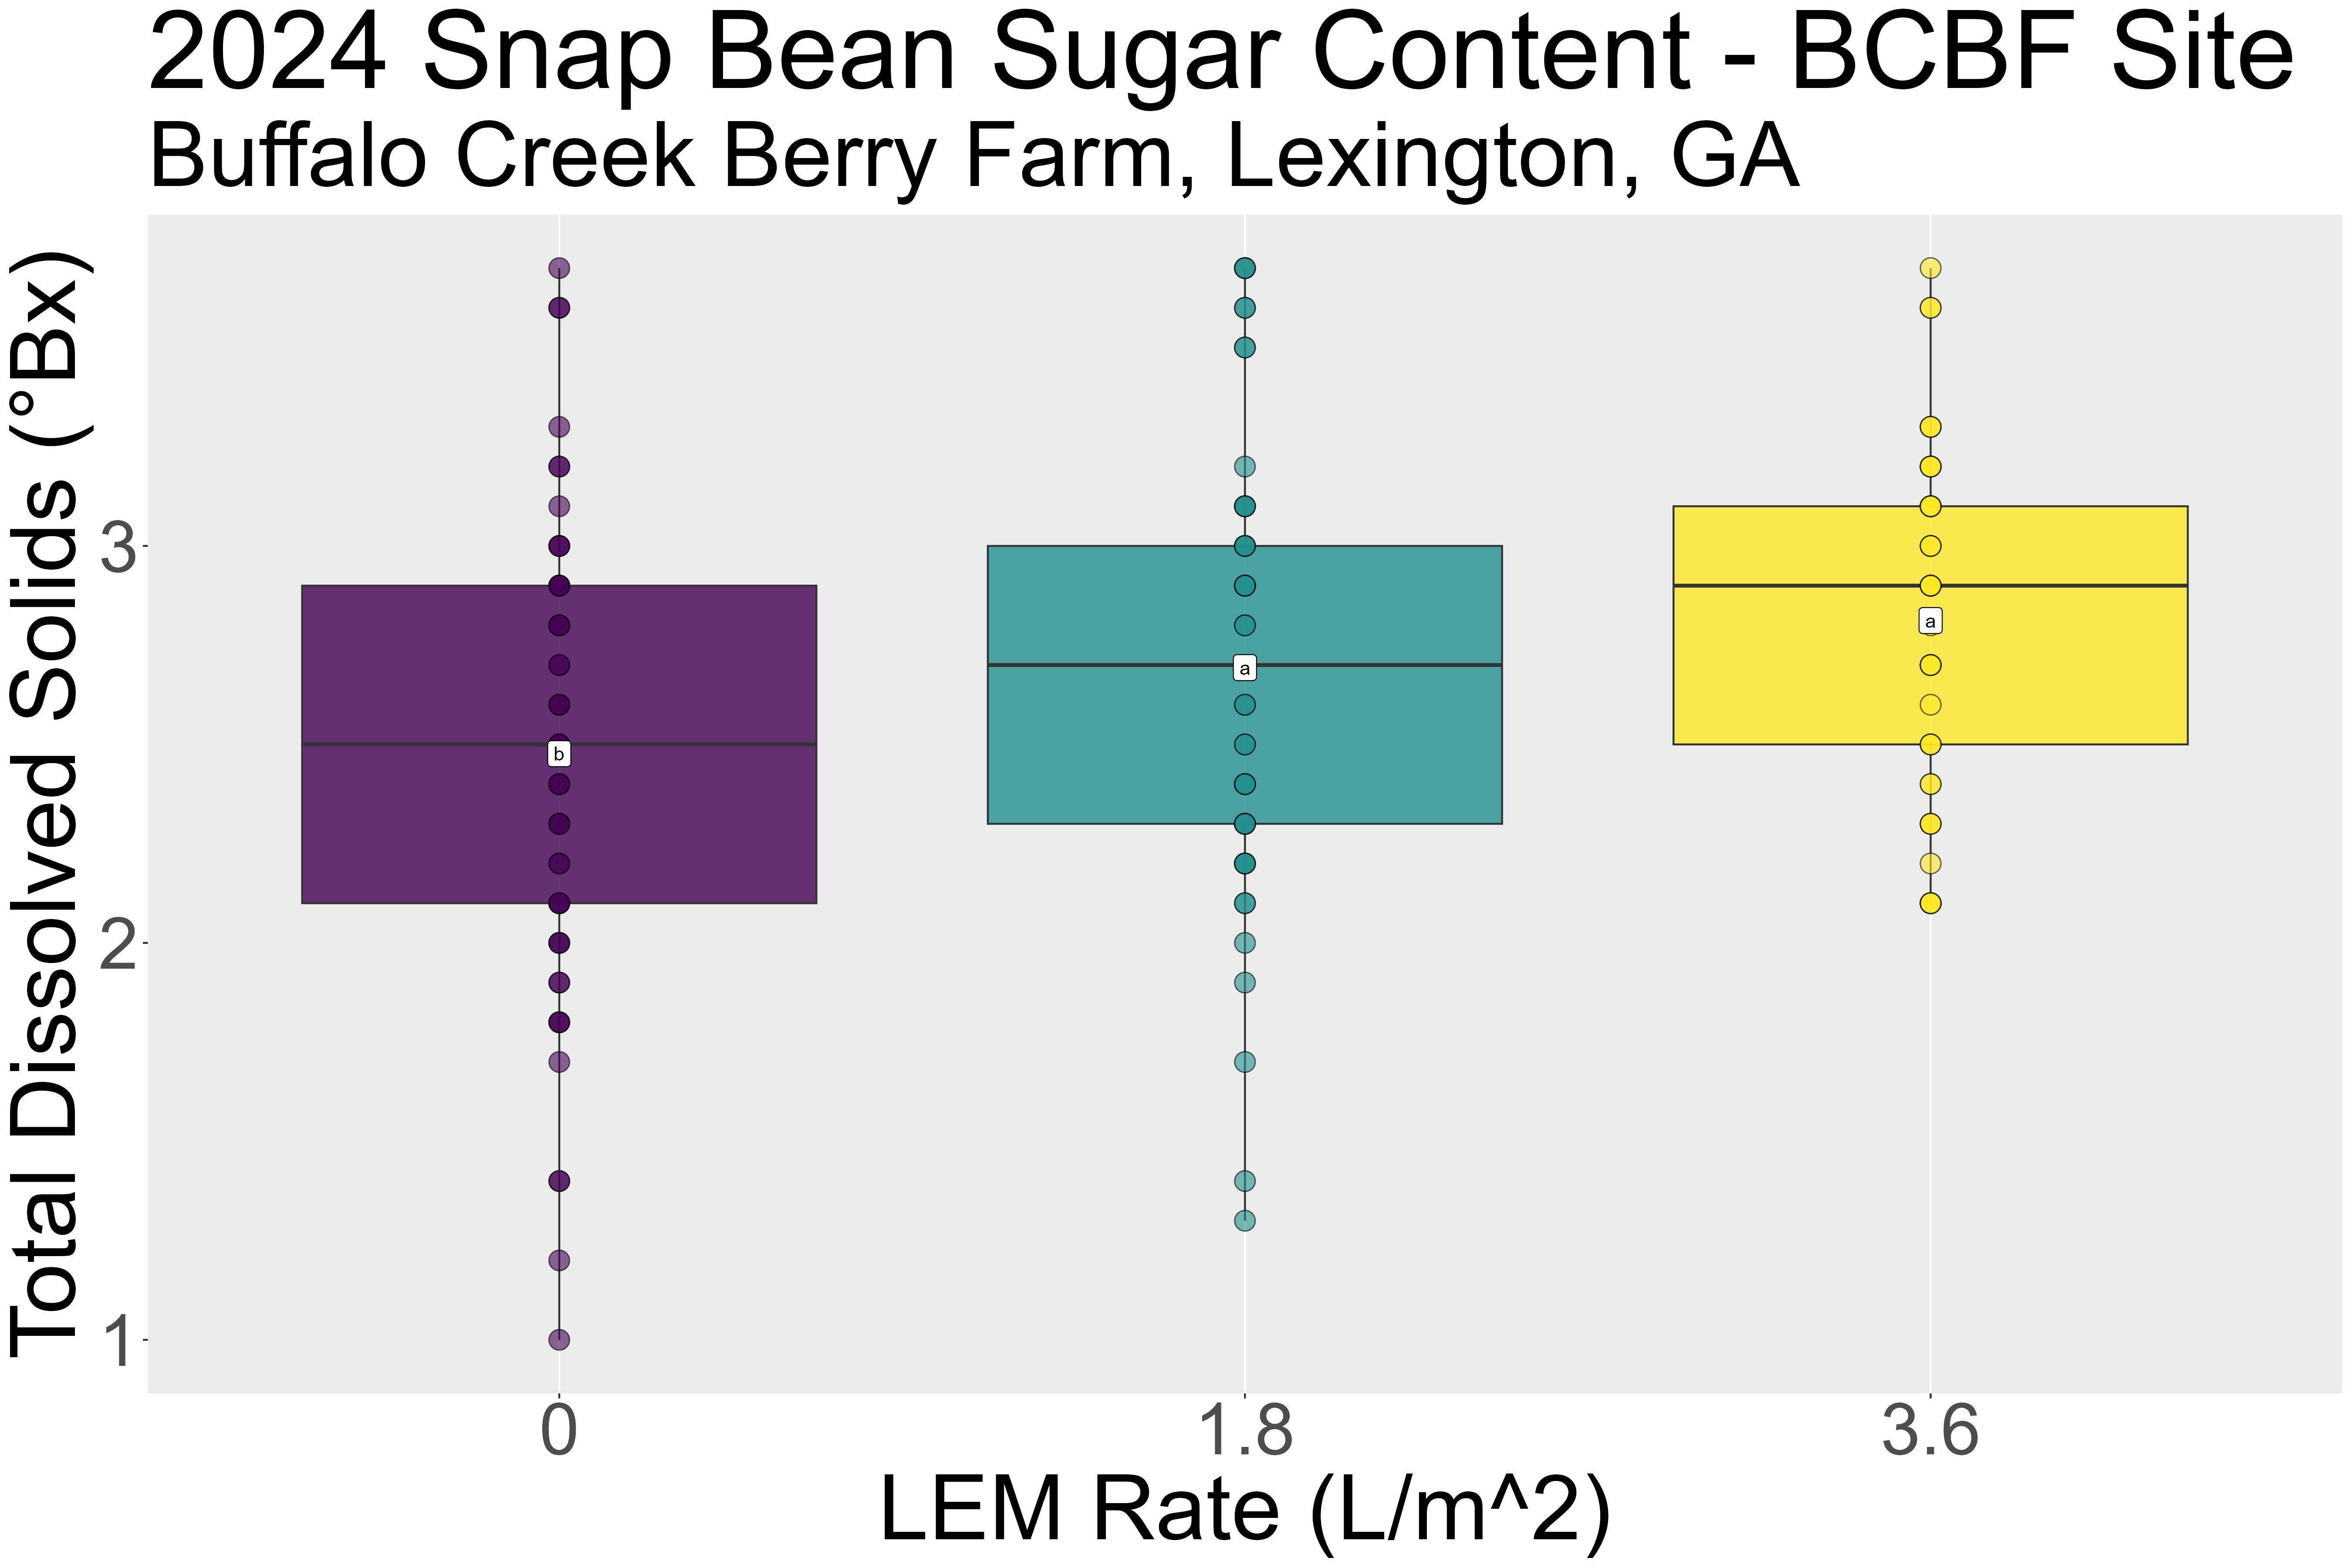 2024 Snap Bean Sugar Content - BCBF Site
Buffalo Creek Berry Farm, Lexington, GA
Total Dissolved Solids (°Bx)
3
2
1
a
a
b
0 1.8 3.6
LEM Rate (L/m^2)